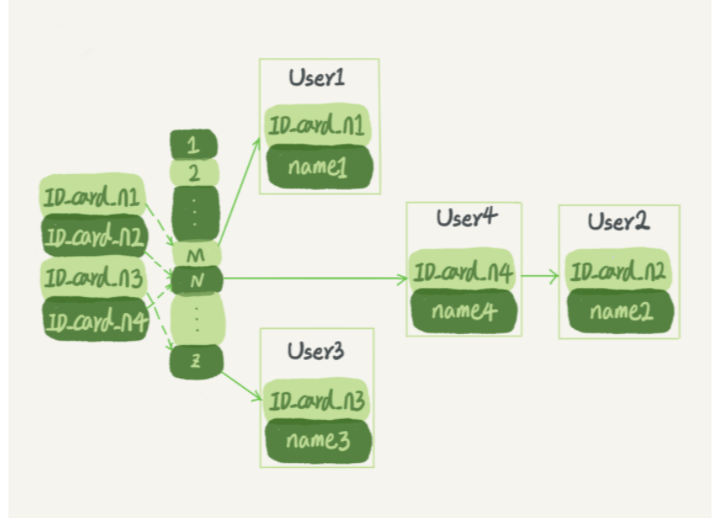 User1
ID_card_n1
name1
1
2
ID_card_n1
ID_card_n2
ID_card_n3
ID_card_n4
M
N
Z
User4
ID_card_n4
name4
User2
ID_card_n2
name2
User3
ID_card_n3
name3